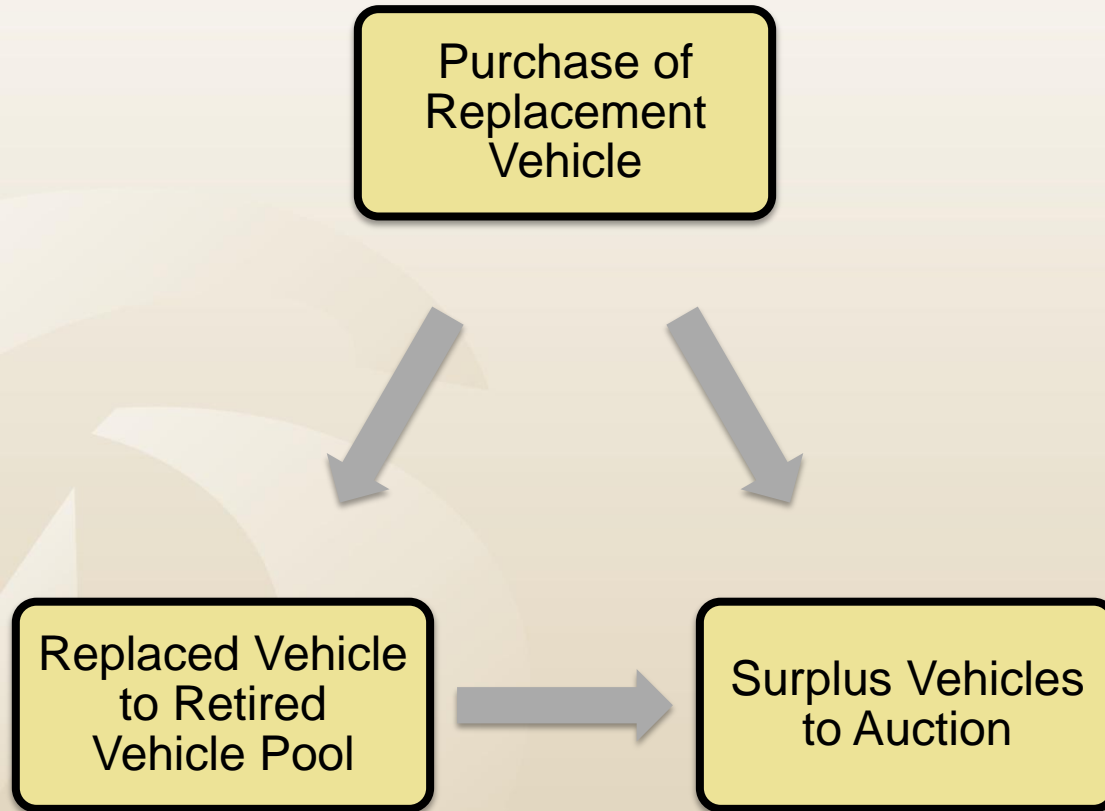 Purchase of
Replacement
Vehicle
Replaced Vehicle
to Retired
Vehicle Pool
Surplus Vehicles
to Auction